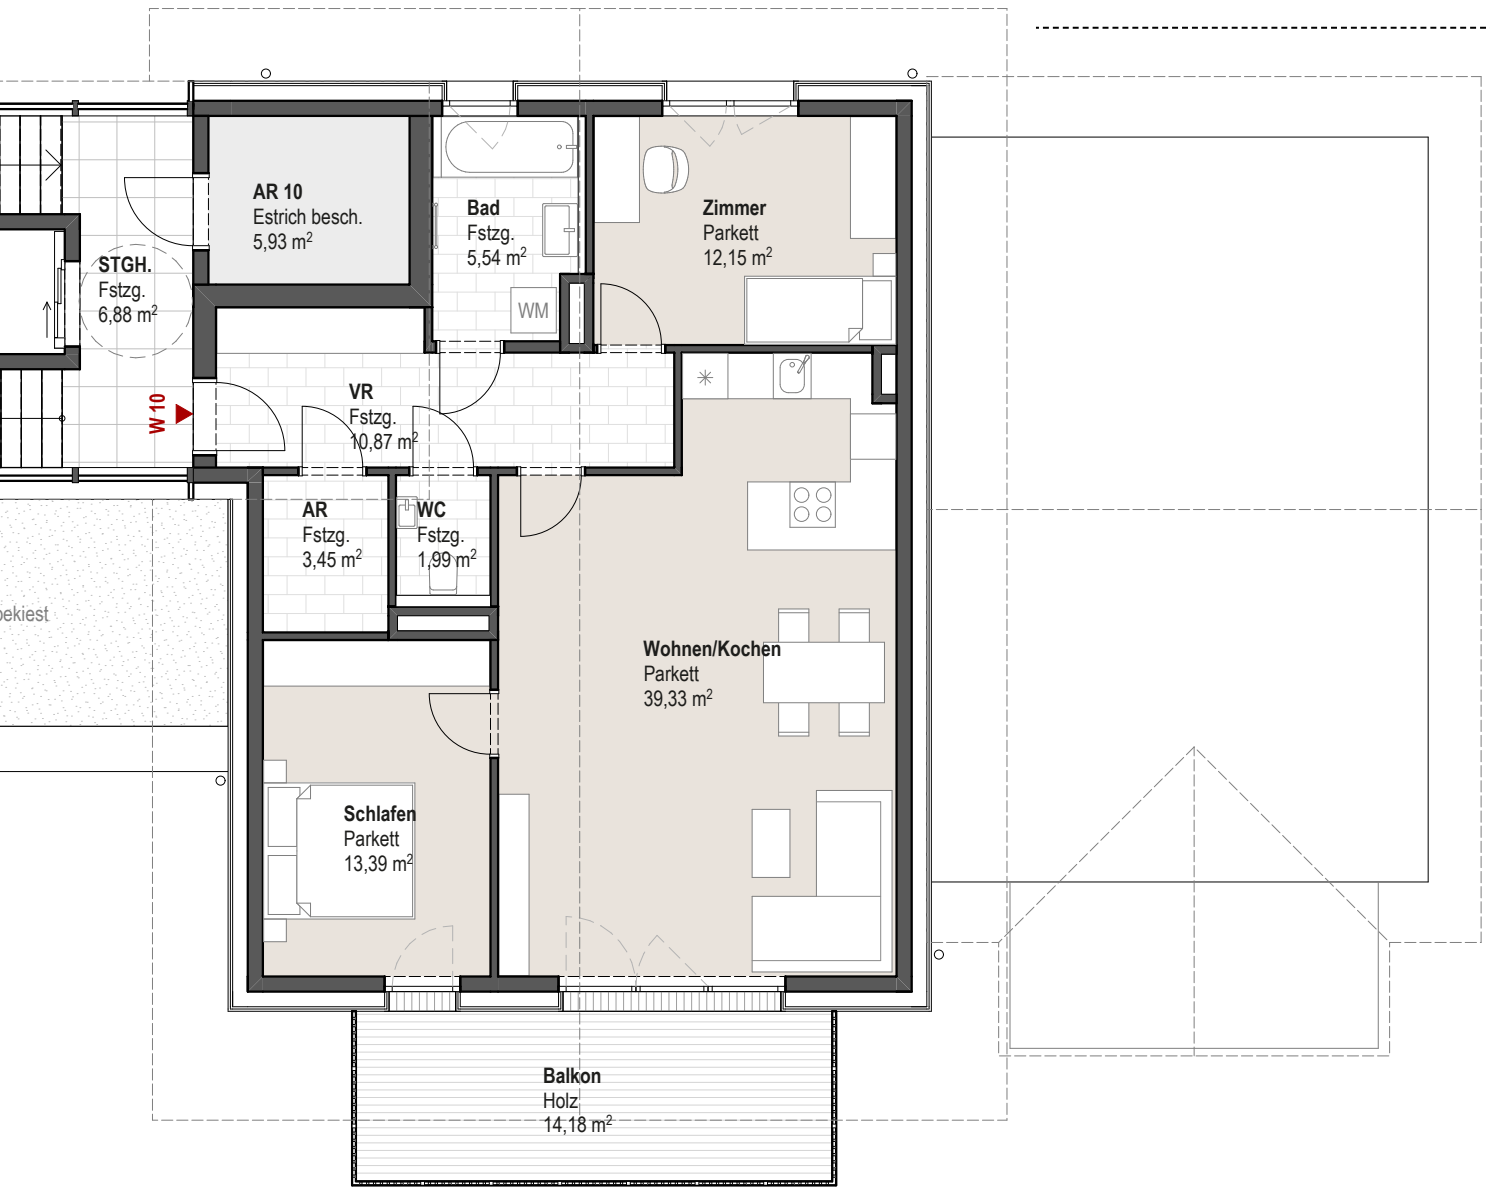 AR 10
Estrich besch.
5,93 m²
Bad
Fstzg.
5,54 m²
Zimmer
Parkett
12,15 m²
STGH.
Fstzg.
6,88 m²
WM
VR
Fstzg.
10,87 m²
W 10
AR
Fstzg.
3,45 m²
WC
Fstzg.
1,99 m²
bekiest
Wohnen/Kochen
Parkett
39,33 m²
Schlafen
Parkett
13,39 m²
Balkon
Holz
14,18 m²